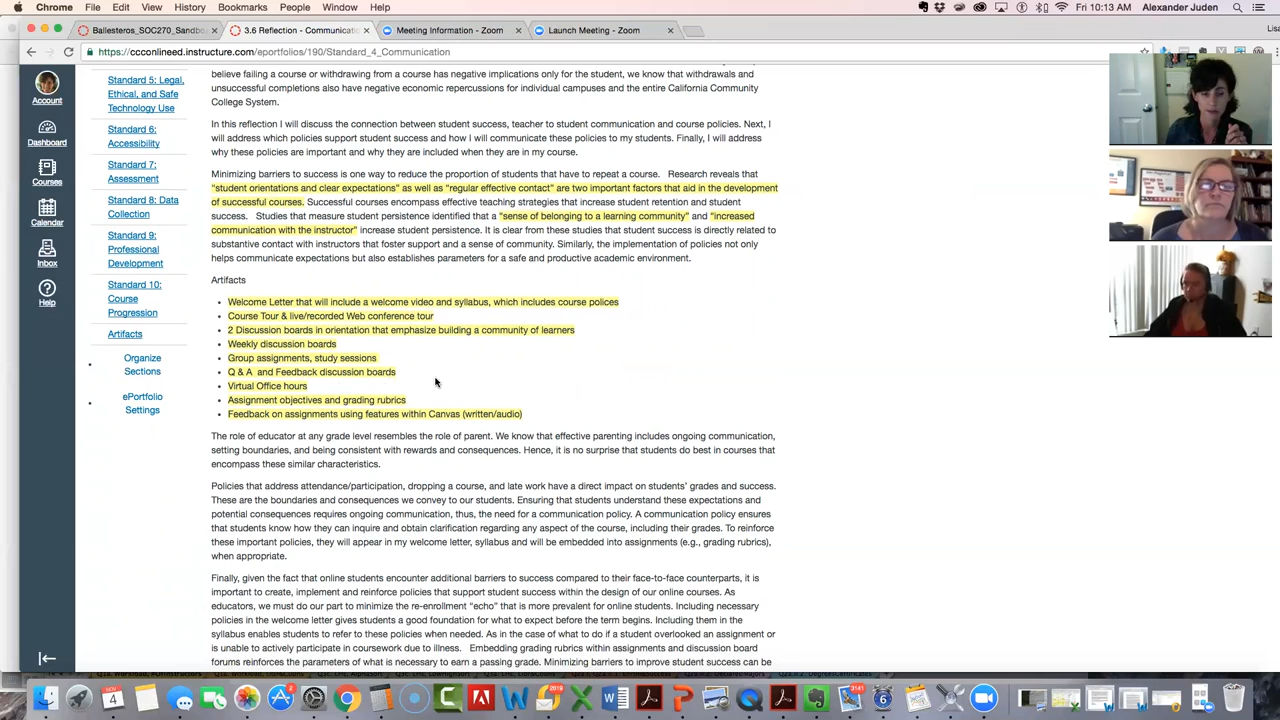 Chrome File Edit View History Bookmarks People Window Help
Fri 10:13 AM Alexander Juden
Ballesteros_SOC270_Sandbo
3.6 Reflection - Communicatio
Meeting Information - Zoom
Launch Meeting - Zoom
Lisa
https://ccconlineed.instructure.com/eportfolios/190/Standard_4_Communication
Account
Dashboard
Courses
Calendar
Inbox
Help
Standard 5: Legal,
Ethical, and Safe
Technology Use
Standard 6:
Accessibility
Standard 7:
Assessment
Standard 8: Data
Collection
Standard 9:
Professional
Development
Standard 10:
Course
Progression
Artifacts
Organize
Sections
ePortfolio
Settings
believe failing a course or withdrawing from a course has negative implications only for the student, we know that withdrawals and
unsuccessful completions also have negative economic repercussions for individual campuses and the entire California Community
College System.
In this reflection I will discuss the connection between student success, teacher to student communication and course policies. Next, I
will address which policies support student success and how I will communicate these policies to my students. Finally, I will address
why these policies are important and why they are included when they are in my course.
Minimizing barriers to success is one way to reduce the proportion of students that have to repeat a course. Research reveals that
"student orientations and clear expectations" as well as "regular effective contact" are two important factors that aid in the development
of successful courses. Successful courses encompass effective teaching strategies that increase student retention and student
success. Studies that measure student persistence identified that a "sense of belonging to a learning community" and "increased
communication with the instructor" increase student persistence. It is clear from these studies that student success is directly related to
substantive contact with instructors that foster support and a sense of community. Similarly, the implementation of policies not only
helps communicate expectations but also establishes parameters for a safe and productive academic environment.
Artifacts
• Welcome Letter that will include a welcome video and syllabus, which includes course polices
• Course Tour & live/recorded Web conference tour
• 2 Discussion boards in orientation that emphasize building a community of learners
• Weekly discussion boards
• Group assignments, study sessions
• Q & A and Feedback discussion boards
• Virtual Office hours
• Assignment objectives and grading rubrics
• Feedback on assignments using features within Canvas (written/audio)
The role of educator at any grade level resembles the role of parent. We know that effective parenting includes ongoing communication,
setting boundaries, and being consistent with rewards and consequences. Hence, it is no surprise that students do best in courses that
encompass these similar characteristics.
Policies that address attendance/participation, dropping a course, and late work have a direct impact on students' grades and success.
These are the boundaries and consequences we convey to our students. Ensuring that students understand these expectations and
potential consequences requires ongoing communication, thus, the need for a communication policy. A communication policy ensures
that students know how they can inquire and obtain clarification regarding any aspect of the course, including their grades. To reinforce
these important policies, they will appear in my welcome letter, syllabus and will be embedded into assignments (e.g., grading rubrics),
when appropriate.
Finally, given the fact that online students encounter additional barriers to success compared to their face-to-face counterparts, it is
important to create, implement and reinforce policies that support student success within the design of our online courses. As
educators, we must do our part to minimize the re-enrollment "echo" that is more prevalent for online students. Including necessary
policies in the welcome letter gives students a good foundation for what to expect before the term begins. Including them in the
syllabus enables students to refer to these policies when needed. As in the case of what to do if a student overlooked an assignment or
is unable to actively participate in coursework due to illness. Embedding grading rubrics within assignments and discussion board
forums reinforces the parameters of what is necessary to earn a passing grade. Minimizing barriers to improve student success can be
NOV
4